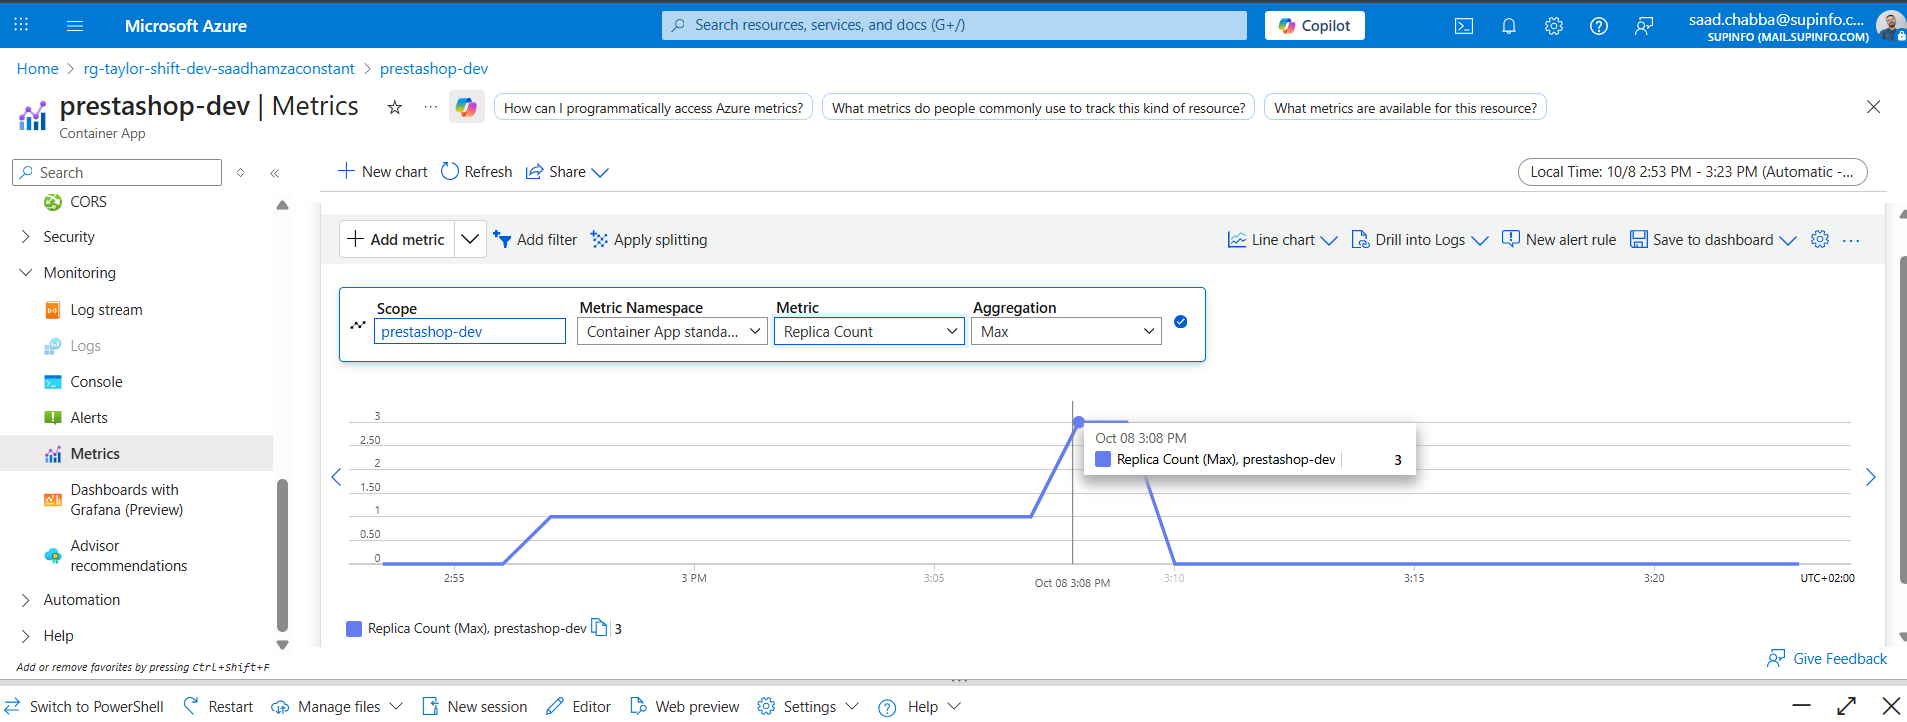 Microsoft Azure
Search resources, services, and docs (G+/)
Copilot
saad.chabba@supinfo.c...
SUPINFO (MAIL.SUPINFO.COM)
Home > rg-taylor-shift-dev-saadhamzaconstant > prestashop-dev
prestashop-dev | Metrics
Container App
How can I programmatically access Azure metrics?
What metrics do people commonly use to track this kind of resource?
What metrics are available for this resource?
Search
CORS
Security
Monitoring
Log stream
Logs
Console
Alerts
Metrics
Dashboards with
Grafana (Preview)
Advisor
recommendations
Automation
Help
Add or remove favorites by pressing Ctrl+Shift+F
New chart
Refresh
Share
Local Time: 10/8 2:53 PM - 3:23 PM (Automatic -...
Add metric
Add filter
Apply splitting
Line chart
Drill into Logs
New alert rule
Save to dashboard
Scope
prestashop-dev
Metric Namespace
Container App standa...
Metric
Replica Count
Aggregation
Max
3
2.50
2
1.50
1
0.50
0
Oct 08 3:08 PM
Replica Count (Max), prestashop-dev 3
2:55
3 PM
3:05
Oct 08 3:08 PM
3:10
3:15
3:20
UTC+02:00
Replica Count (Max), prestashop-dev 3
Give Feedback
Switch to PowerShell
Restart
Manage files
New session
Editor
Web preview
Settings
Help